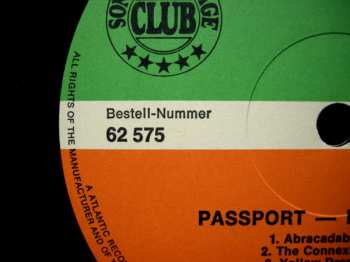 CLUB
Bestell-Nummer
62 575
ALL RIGHTS OF THE MANUFACTURER AND OF
A ATLANTIC RECOR
PASSPORT —
1. Abracadab
2. The Connex